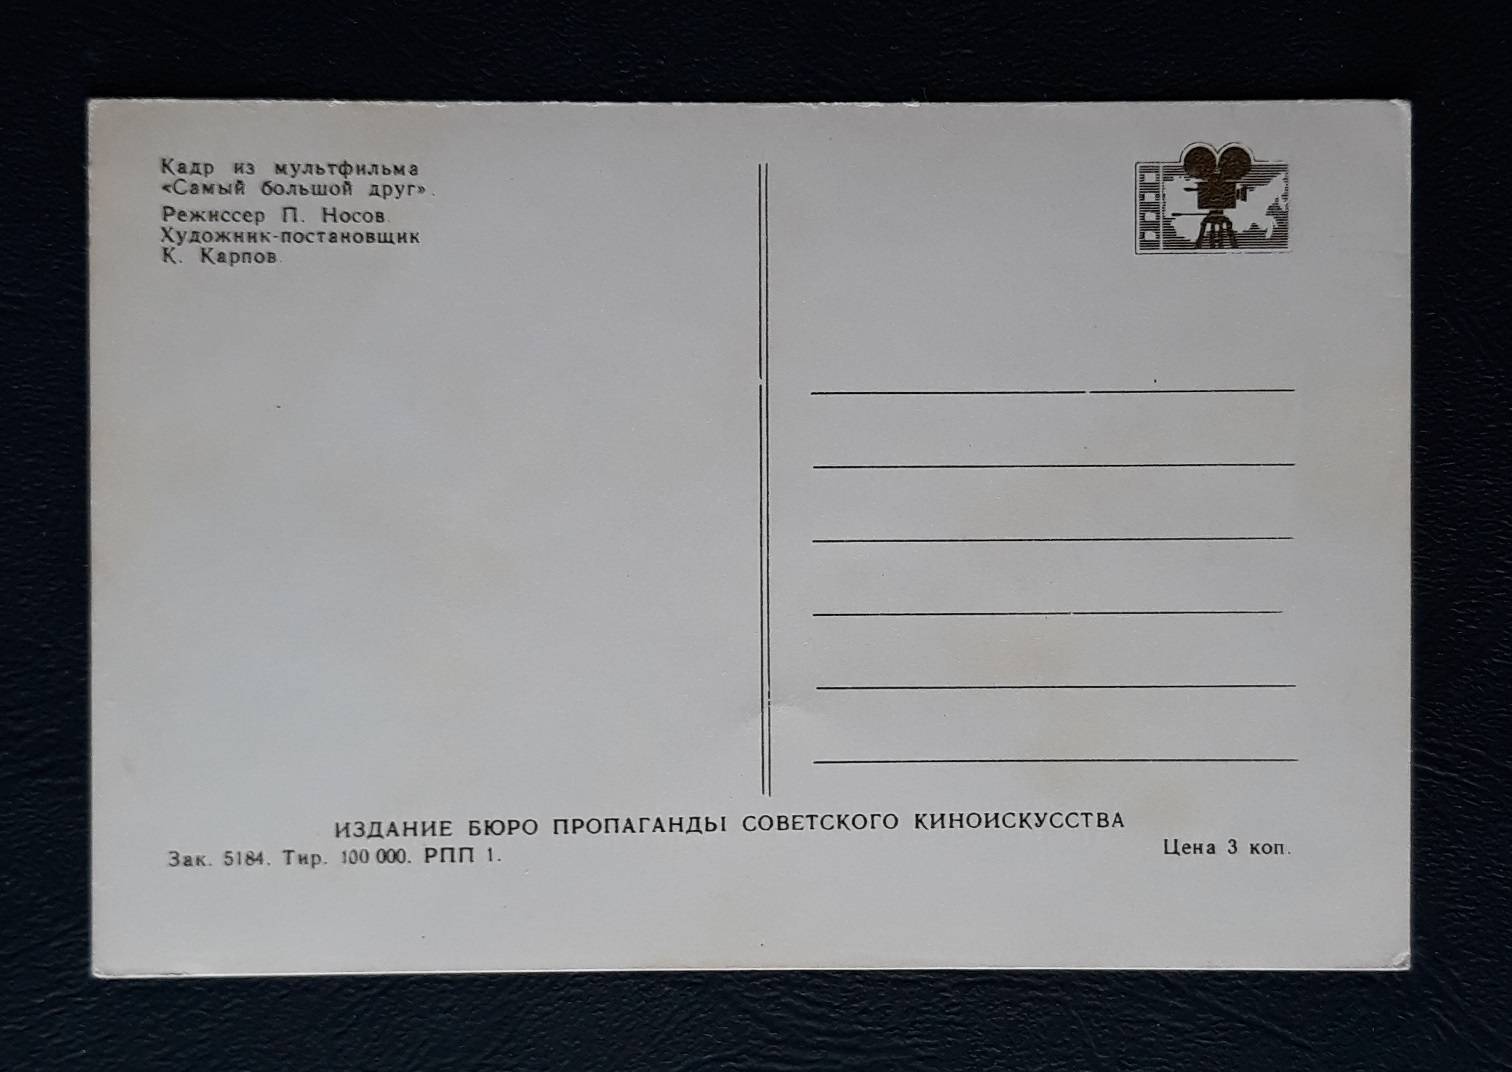 Кадр из мультфильма
«Самый большой друг».
Режиссер П. Носов.
Художник-постановщик
К. Карпов.
ИЗДАНИЕ БЮРО ПРОПАГАНДЫ СОВЕТСКОГО КИНОИСКУССТВА
Зак. 5184. Тир. 100 000. РПП 1.
Цена 3 коп.